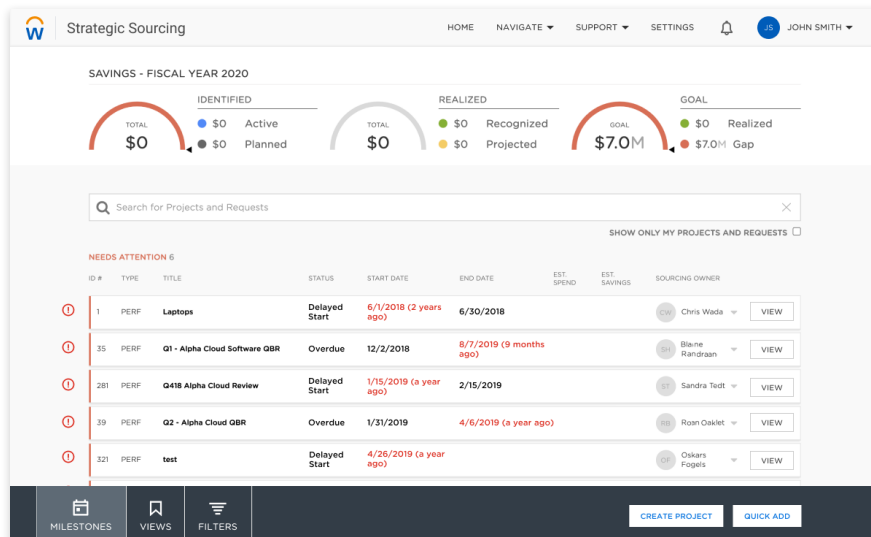 W Strategic Sourcing
HOME NAVIGATE SUPPORT SETTINGS JS JOHN SMITH
SAVINGS - FISCAL YEAR 2020
IDENTIFIED
TOTAL
$0
$0 Active
$0 Planned
REALIZED
TOTAL
$0
$0 Recognized
$0 Projected
GOAL
GOAL
$7.0M
$0 Realized
$7.0M Gap
Search for Projects and Requests
SHOW ONLY MY PROJECTS AND REQUESTS
NEEDS ATTENTION 6
ID # TYPE TITLE STATUS START DATE END DATE EST. SPEND EST. SAVINGS SOURCING OWNER
1 PERF Laptops Delayed Start 6/1/2018 (2 years ago) 6/30/2018 CW Chris Wada VIEW
35 PERF Q1 - Alpha Cloud Software QBR Overdue 12/2/2018 8/7/2019 (9 months ago) SH Blaine Randraan VIEW
281 PERF Q418 Alpha Cloud Review Delayed Start 1/15/2019 (a year ago) 2/15/2019 ST Sandra Tedt VIEW
39 PERF Q2 - Alpha Cloud QBR Overdue 1/31/2019 4/6/2019 (a year ago) RB Roan Oaklet VIEW
321 PERF test Delayed Start 4/26/2019 (a year ago) OF Oskars Fogels VIEW
MILESTONES VIEWS FILTERS CREATE PROJECT QUICK ADD